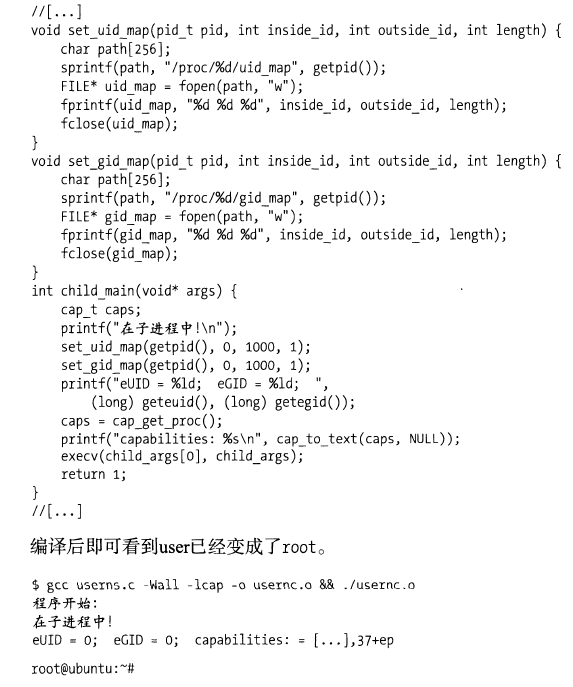 //[...]
void set_uid_map(pid_t pid, int inside_id, int outside_id, int length) {
    char path[256];
    sprintf(path, "/proc/%d/uid_map", getpid());
    FILE* uid_map = fopen(path, "w");
    fprintf(uid_map, "%d %d %d", inside_id, outside_id, length);
    fclose(uid_map);
}
void set_gid_map(pid_t pid, int inside_id, int outside_id, int length) {
    char path[256];
    sprintf(path, "/proc/%d/gid_map", getpid());
    FILE* gid_map = fopen(path, "w");
    fprintf(gid_map, "%d %d %d", inside_id, outside_id, length);
    fclose(gid_map);
}
int child_main(void* args) {
    cap_t caps;
    printf("在子进程中!\n");
    set_uid_map(getpid(), 0, 1000, 1);
    set_gid_map(getpid(), 0, 1000, 1);
    printf("eUID = %ld;  eGID = %ld;  ",
        (long) geteuid(), (long) getegid());
    caps = cap_get_proc();
    printf("capabilities: %s\n", cap_to_text(caps, NULL));
    execv(child_args[0], child_args);
    return 1;
}
//[...]
编译后即可看到user已经变成了root。
$ gcc userns.c -Wall -lcap -o usernc.o && ./usernc.o
程序开始:
在子进程中!
eUID = 0;  eGID = 0;  capabilities: = [...],37+ep
root@ubuntu:~#